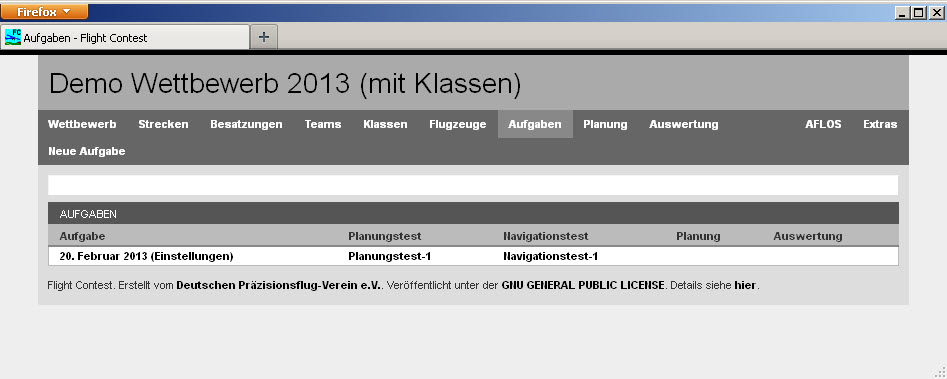 Firefox
Aufgaben - Flight Contest
Demo Wettbewerb 2013 (mit Klassen)
Wettbewerb Strecken Besatzungen Teams Klassen Flugzeuge Aufgaben Planung Auswertung AFLOS Extras
Neue Aufgabe
AUFGABEN
Aufgabe Planungstest Navigationstest Planung Auswertung
20. Februar 2013 (Einstellungen) Planungstest-1 Navigationstest-1
Flight Contest. Erstellt vom Deutschen Präzisionsflug-Verein e.V.. Veröffentlicht unter der GNU GENERAL PUBLIC LICENSE. Details siehe hier.